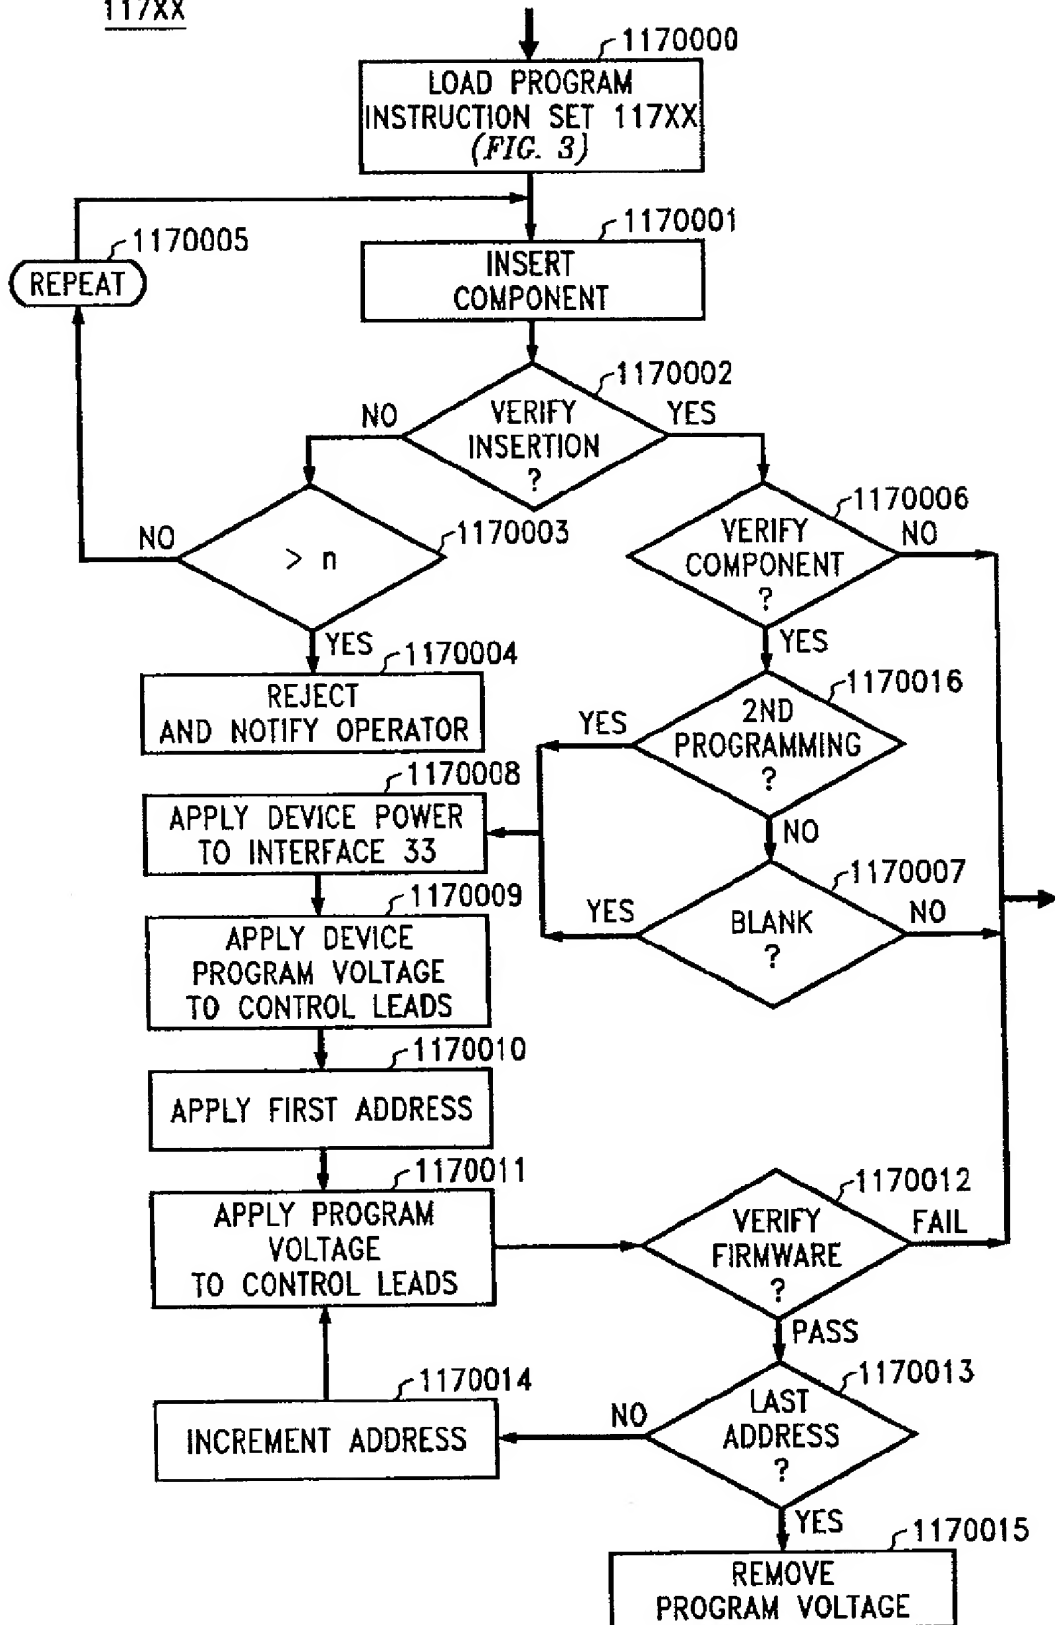 117XX
1170000
LOAD PROGRAM
INSTRUCTION SET 117XX
(FIG. 3)
1170001
1170005
REPEAT
INSERT
COMPONENT
1170002
NO
VERIFY
INSERTION
?
YES
1170003
NO
> n
YES
1170006
VERIFY
COMPONENT
?
NO
YES
1170004
REJECT
AND NOTIFY OPERATOR
1170016
2ND
PROGRAMMING
?
YES
NO
1170008
APPLY DEVICE POWER
TO INTERFACE 33
1170007
YES
BLANK
?
NO
1170009
APPLY DEVICE
PROGRAM VOLTAGE
TO CONTROL LEADS
1170010
APPLY FIRST ADDRESS
1170011
APPLY PROGRAM
VOLTAGE
TO CONTROL LEADS
1170012
VERIFY
FIRMWARE
?
FAIL
PASS
1170014
INCREMENT ADDRESS
1170013
NO
LAST
ADDRESS
?
YES
1170015
REMOVE
PROGRAM VOLTAGE